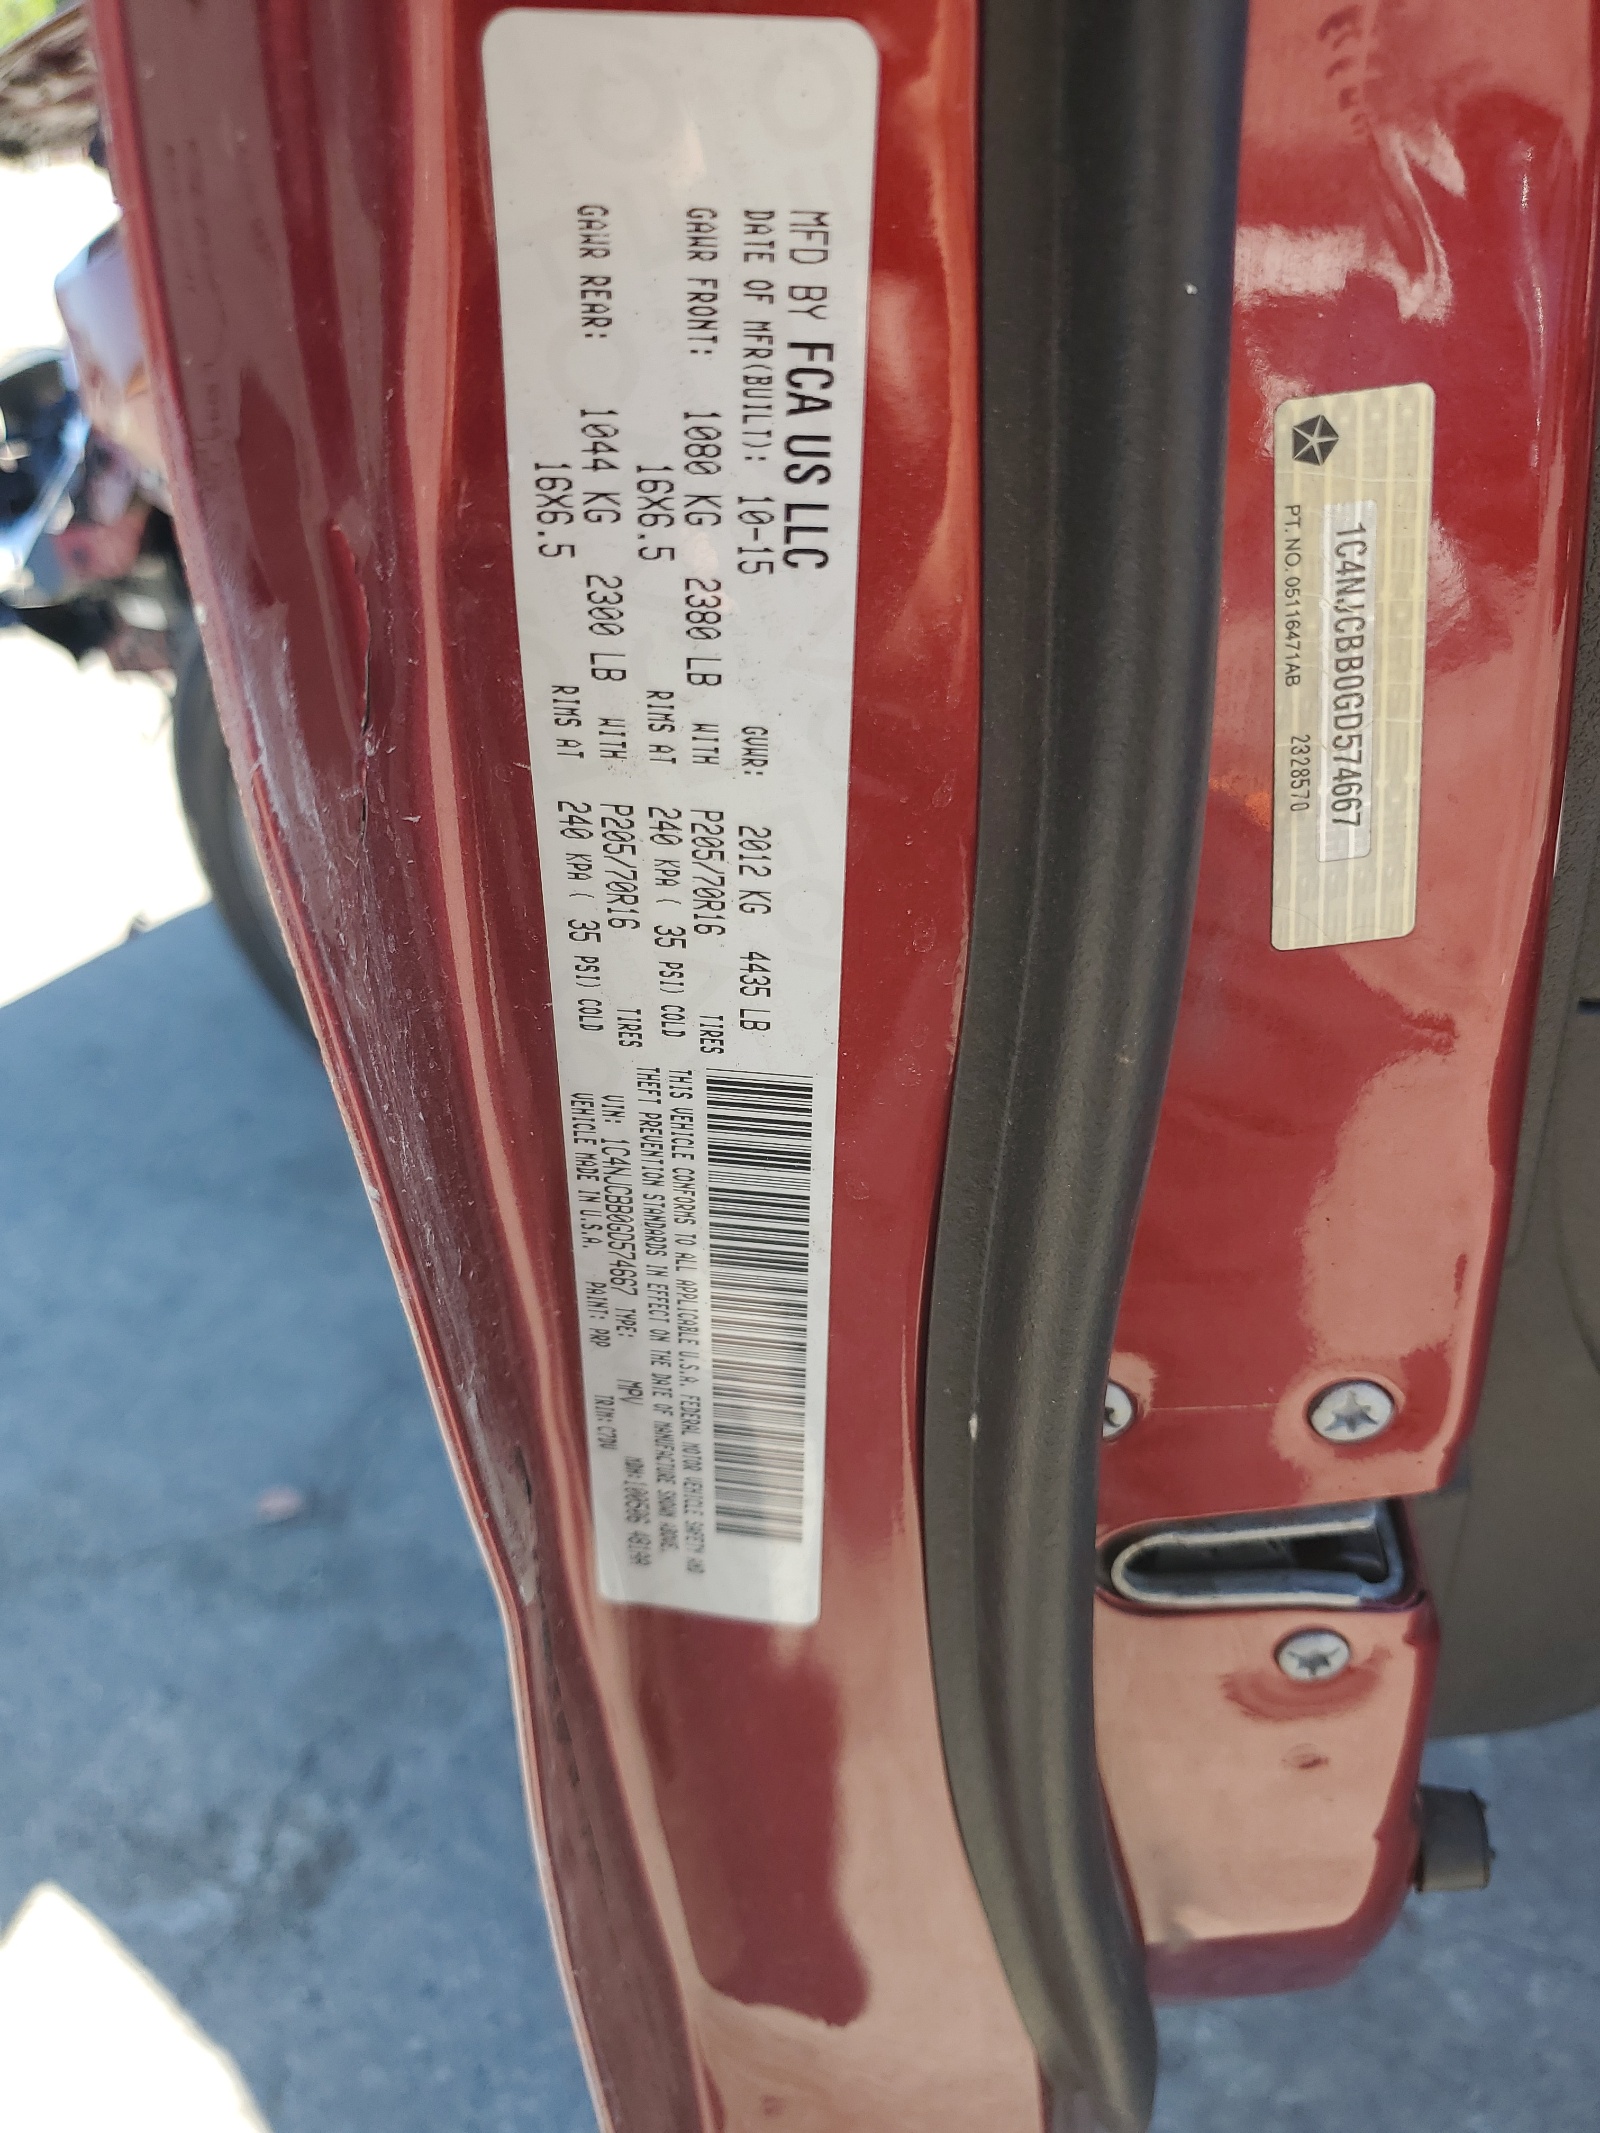 MFD BY FCA US LLC
DATE OF MFR(BUILT): 10-15 GVWR: 2012 KG 4435 LB
GAWR FRONT: 1080 KG 2380 LB WITH P205/70R16 TIRES
16X6.5 RIMS AT 240 KPA ( 35 PSI) COLD
GAWR REAR: 1044 KG 2300 LB WITH P205/70R16 TIRES
16X6.5 RIMS AT 240 KPA ( 35 PSI) COLD
THIS VEHICLE CONFORMS TO ALL APPLICABLE U.S.A. FEDERAL MOTOR VEHICLE SAFETY AND
THEFT PREVENTION STANDARDS IN EFFECT ON THE DATE OF MANUFACTURE SHOWN ABOVE.
VIN: 1C4NJCBB0GD574667 TYPE: MPV
VEHICLE MADE IN U.S.A. PAINT: PRP TRIM:
1C4NJCBB0GD574667
PT. NO. 05116471AB 2328570